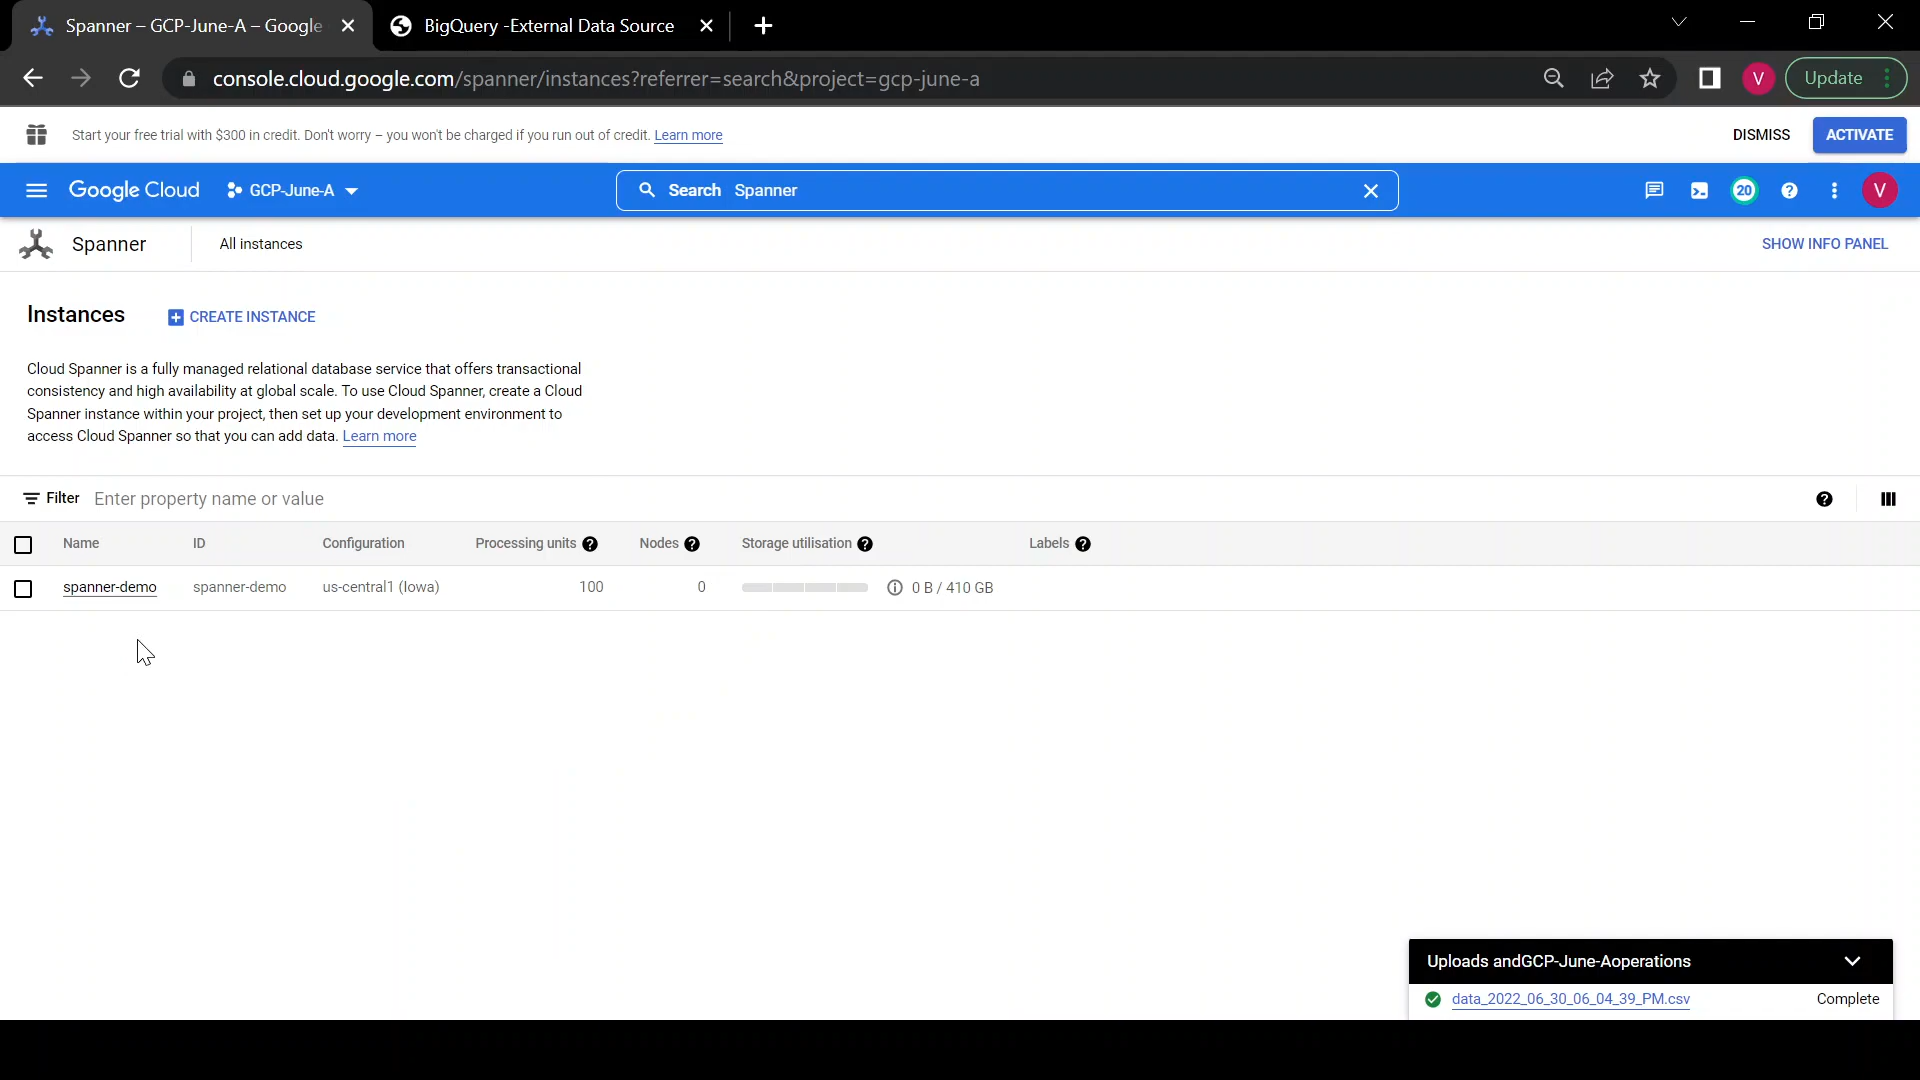 Spanner – GCP-June-A – Google
BigQuery -External Data Source
console.cloud.google.com/spanner/instances?referrer=search&project=gcp-june-a
V
Update
Start your free trial with $300 in credit. Don't worry – you won't be charged if you run out of credit. Learn more
DISMISS
ACTIVATE
Google Cloud
GCP-June-A
Search Spanner
20
V
Spanner
All instances
SHOW INFO PANEL
Instances
CREATE INSTANCE
Cloud Spanner is a fully managed relational database service that offers transactional
consistency and high availability at global scale. To use Cloud Spanner, create a Cloud
Spanner instance within your project, then set up your development environment to
access Cloud Spanner so that you can add data. Learn more
Filter Enter property name or value
Name ID Configuration Processing units Nodes Storage utilisation Labels
spanner-demo spanner-demo us-central1 (Iowa) 100 0 0 B / 410 GB
Uploads andGCP-June-Aoperations
data_2022_06_30_06_04_39_PM.csv Complete